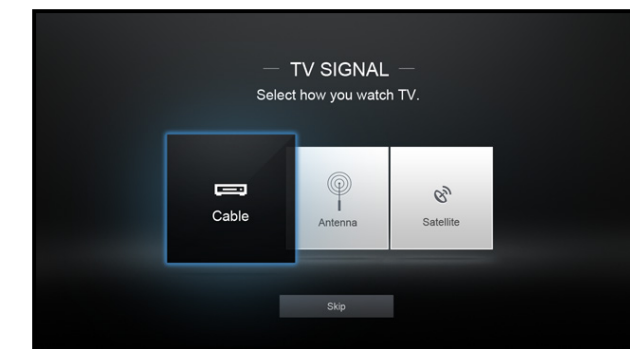 — TV SIGNAL —
Select how you watch TV.
Cable
Antenna
Satellite
Skip